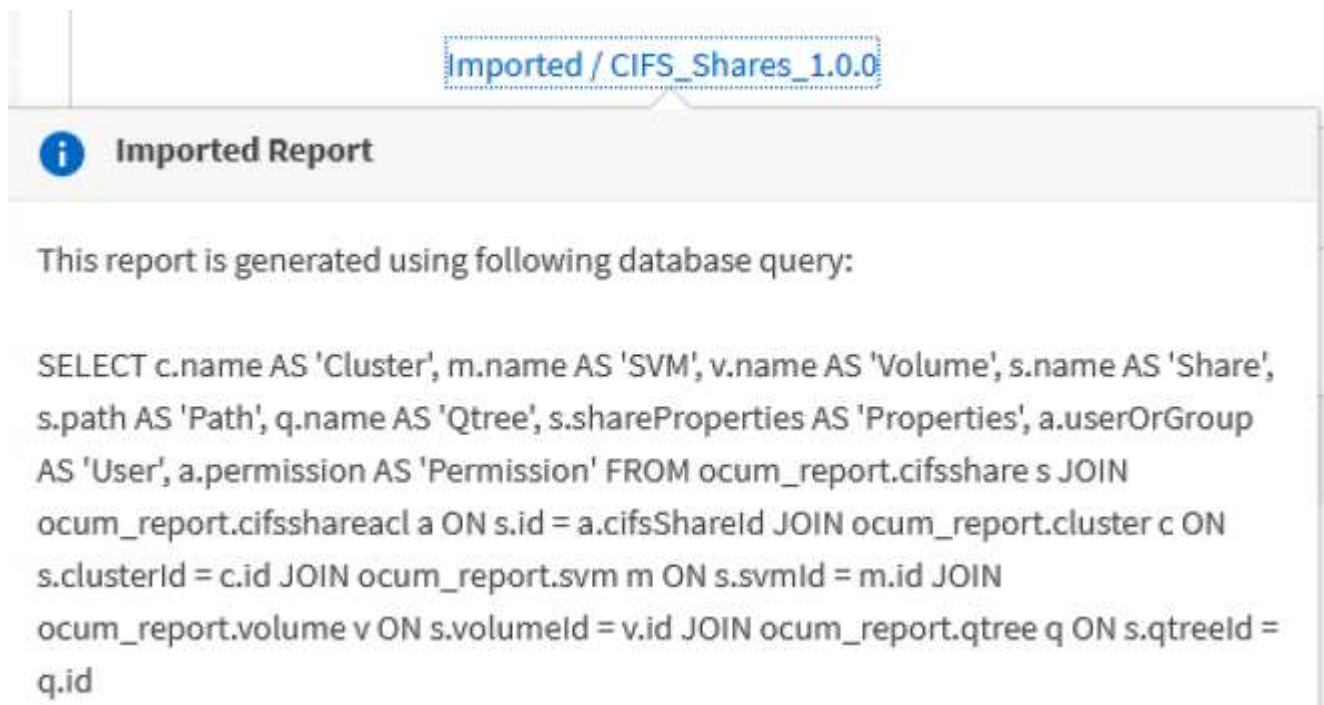 Imported / CIFS_Shares_1.0.0
Imported Report
This report is generated using following database query:
SELECT c.name AS 'Cluster', m.name AS 'SVM', v.name AS 'Volume', s.name AS 'Share',
s.path AS 'Path', q.name AS 'Qtree', s.shareProperties AS 'Properties', a.userOrGroup
AS 'User', a.permission AS 'Permission' FROM ocum_report.cifsshare s JOIN
ocum_report.cifsshareacl a ON s.id = a.cifsShareId JOIN ocum_report.cluster c ON
s.clusterId = c.id JOIN ocum_report.svm m ON s.svmId = m.id JOIN
ocum_report.volume v ON s.volumeId = v.id JOIN ocum_report.qtree q ON s.qtreeId =
q.id